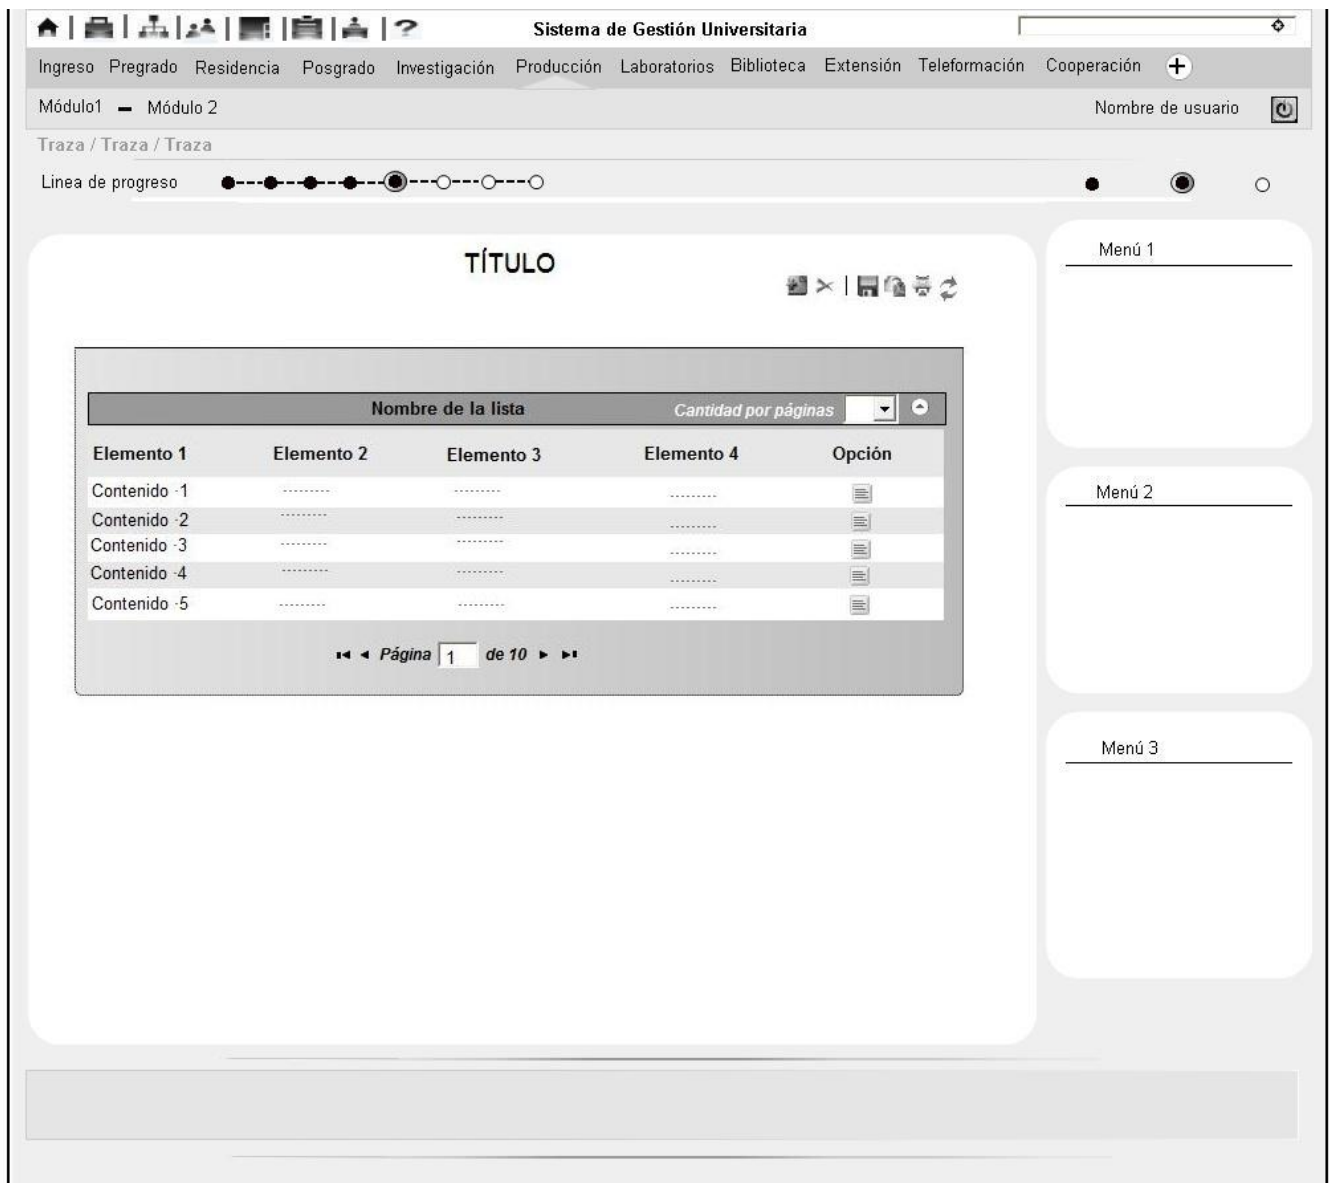 ? Sistema de Gestión Universitaria
Ingreso Pregrado Residencia Posgrado Investigación Producción Laboratorios Biblioteca Extensión Teleformación Cooperación +
Módulo1 – Módulo 2 Nombre de usuario
Traza / Traza / Traza
Linea de progreso
TÍTULO
Menú 1
Nombre de la lista Cantidad por páginas
Elemento 1 Elemento 2 Elemento 3 Elemento 4 Opción
Contenido -1 --------- --------- ---------
Contenido -2 --------- --------- ---------
Contenido -3 --------- --------- ---------
Contenido -4 --------- --------- ---------
Contenido -5 --------- --------- ---------
Página 1 de 10
Menú 2
Menú 3